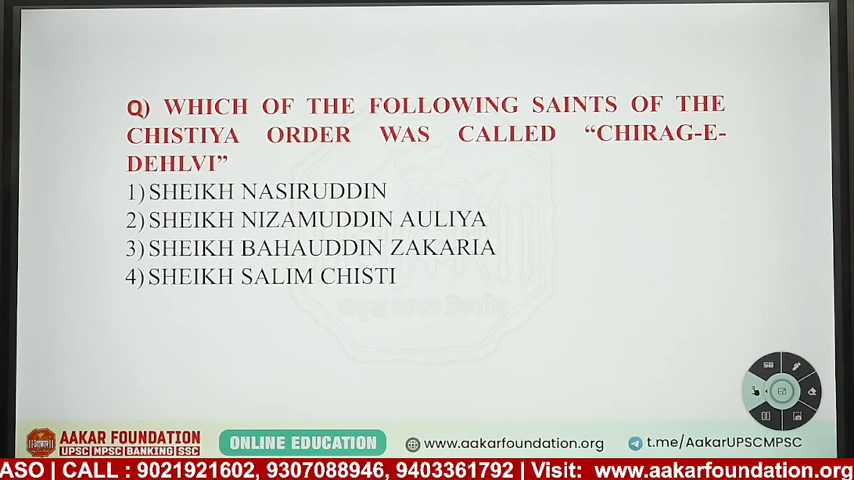 Q) WHICH OF THE FOLLOWING SAINTS OF THE
CHISTIYA ORDER WAS CALLED “CHIRAG-E-
DEHLVI”
1)SHEIKH NASIRUDDIN
2)SHEIKH NIZAMUDDIN AULIYA
3)SHEIKH BAHAUDDIN ZAKARIA
4)SHEIKH SALIM CHISTI
SB
AAKAR FOUNDATION
UPSC MPSC BANKING SSC
ONLINE EDUCATION
www.aakarfoundation.org
t.me/AakarUPSCMPSC
ASO | CALL : 9021921602, 9307088946, 9403361792 | Visit: www.aakarfoundation.org